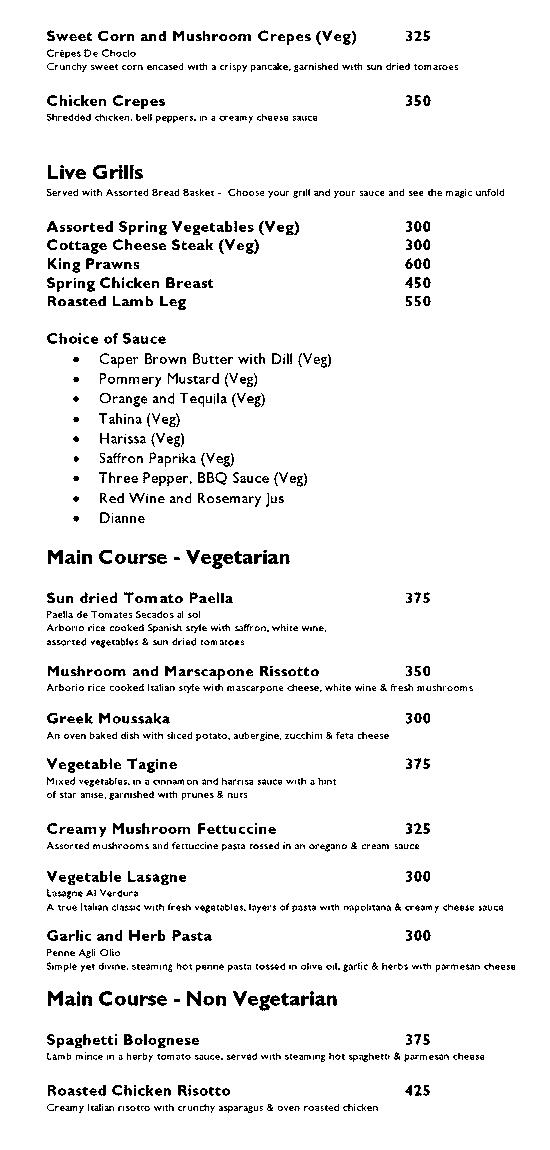 Sweet Corn and Mushroom Crepes (Veg) 325
Crêpes De Choclo
Crunchy sweet corn encased with a crispy pancake, garnished with sun dried tomatoes
Chicken Crepes 350
Shredded chicken, bell peppers, in a creamy cheese sauce
Live Grills
Served with Assorted Bread Basket - Choose your grill and your sauce and see the magic unfold
Assorted Spring Vegetables (Veg) 300
Cottage Cheese Steak (Veg) 300
King Prawns 600
Spring Chicken Breast 450
Roasted Lamb Leg 550
Choice of Sauce
• Caper Brown Butter with Dill (Veg)
• Pommery Mustard (Veg)
• Orange and Tequila (Veg)
• Tahina (Veg)
• Harissa (Veg)
• Saffron Paprika (Veg)
• Three Pepper, BBQ Sauce (Veg)
• Red Wine and Rosemary Jus
• Dianne
Main Course - Vegetarian
Sun dried Tomato Paella 375
Paella de Tomates Secados al sol
Arborio rice cooked Spanish style with saffron, white wine,
assorted vegetables & sun dried tomatoes
Mushroom and Marscapone Rissotto 350
Arborio rice cooked Italian style with mascarpone cheese, white wine & fresh mushrooms
Greek Moussaka 300
An oven baked dish with sliced potato, aubergine, zucchini & feta cheese
Vegetable Tagine 375
Mixed vegetables, in a cinnamon and harrisa sauce with a hint
of star anise, garnished with prunes & nuts
Creamy Mushroom Fettuccine 325
Assorted mushrooms and fettuccine pasta tossed in an oregano & cream sauce
Vegetable Lasagne 300
Lasagne Al Verdura
A true Italian classic with fresh vegetables, layers of pasta with napolitana & creamy cheese sauce
Garlic and Herb Pasta 300
Penne Agli Olio
Simple yet divine, steaming hot penne pasta tossed in olive oil, garlic & herbs with parmesan cheese
Main Course - Non Vegetarian
Spaghetti Bolognese 375
Lamb mince in a herby tomato sauce, served with steaming hot spaghetti & parmesan cheese
Roasted Chicken Risotto 425
Creamy Italian risotto with crunchy asparagus & oven roasted chicken